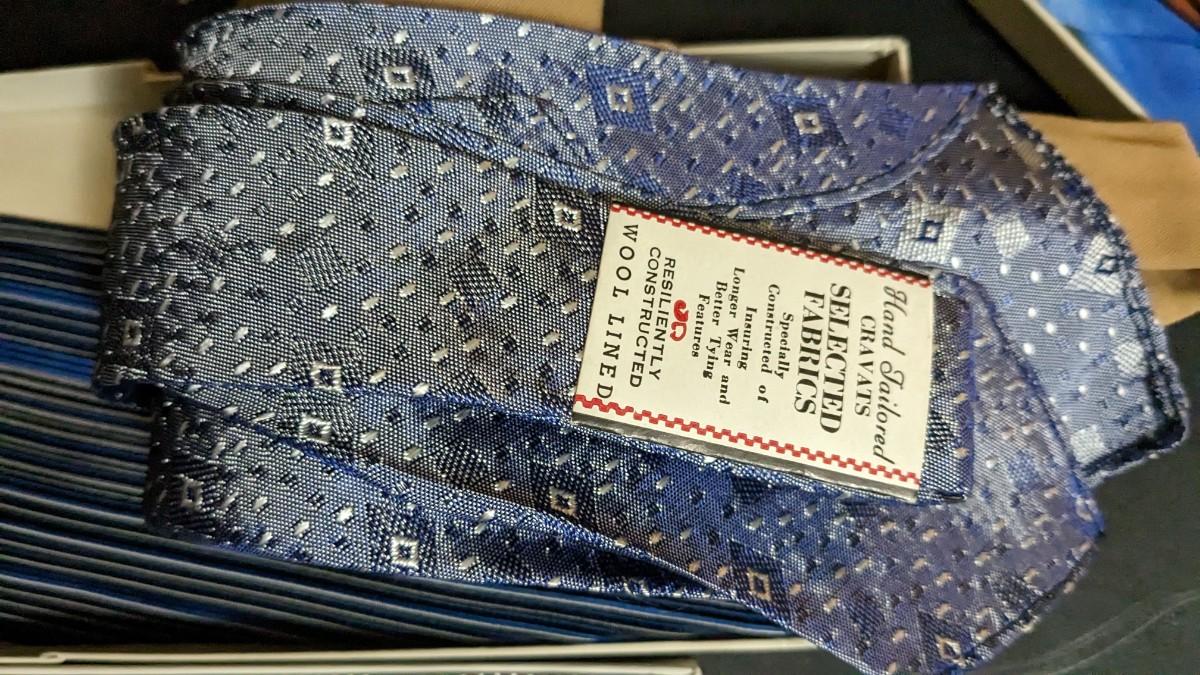 Hand Tailored
CRAVATS
SELECTED
FABRICS
Specially
Constructed of
Insuring
Longer Wear and
Better Tying
Features
RESILIENTLY
CONSTRUCTED
WOOL LINED